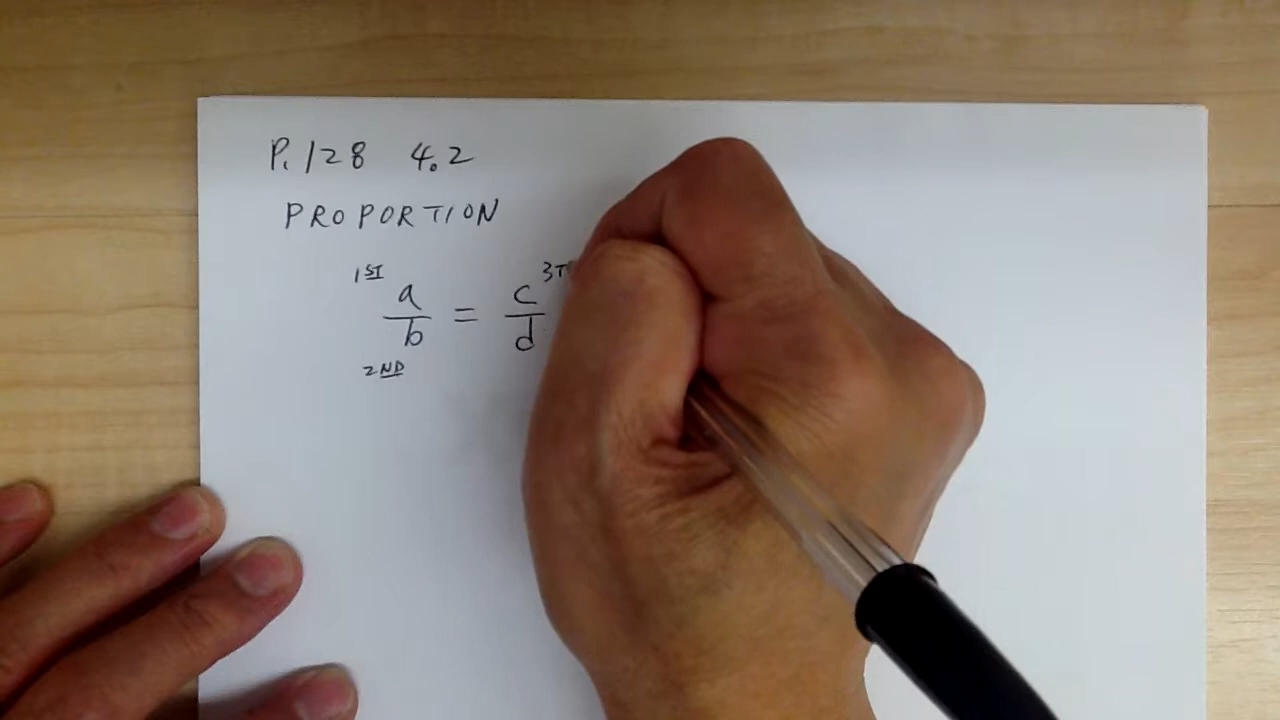 P. 128 4.2
PROPORTION
1ST
a/b = c/d
2ND